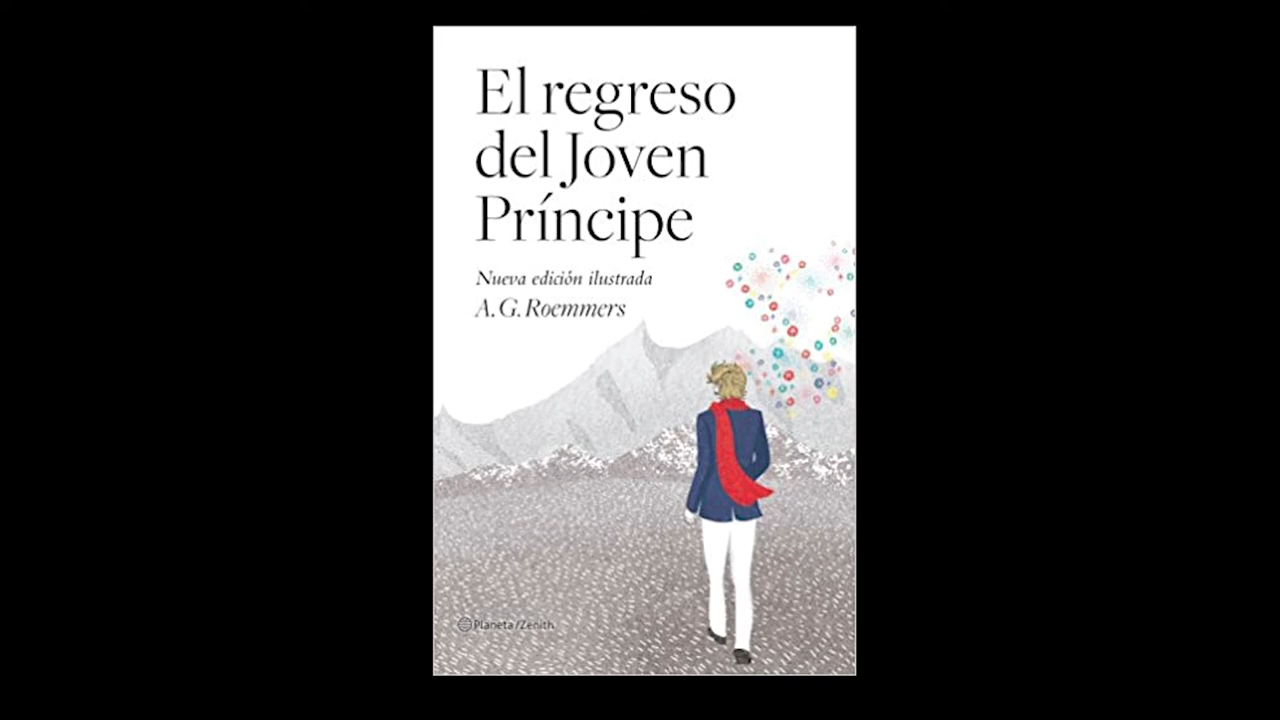 El regreso
del Joven
Príncipe
Nueva edición ilustrada
A. G. Roemmers
Planeta/Zenith